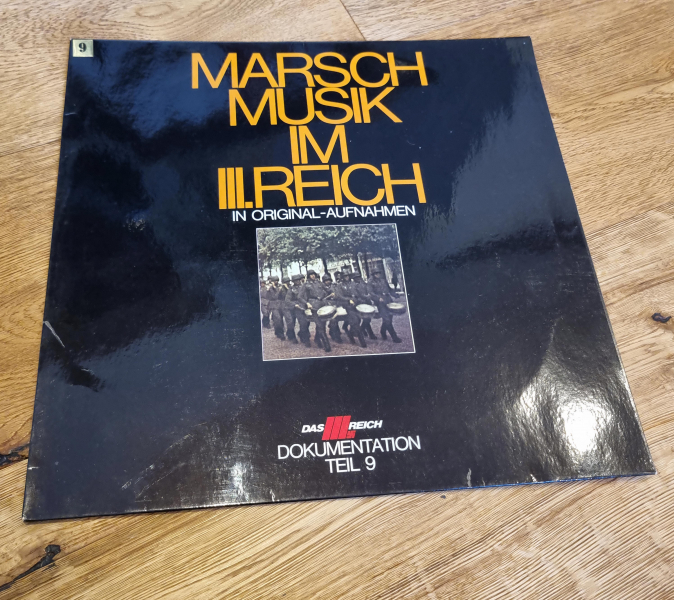 9
MARSCH
MUSIK
IM
III.REICH
IN ORIGINAL-AUFNAHMEN
DAS III. REICH
DOKUMENTATION
TEIL 9